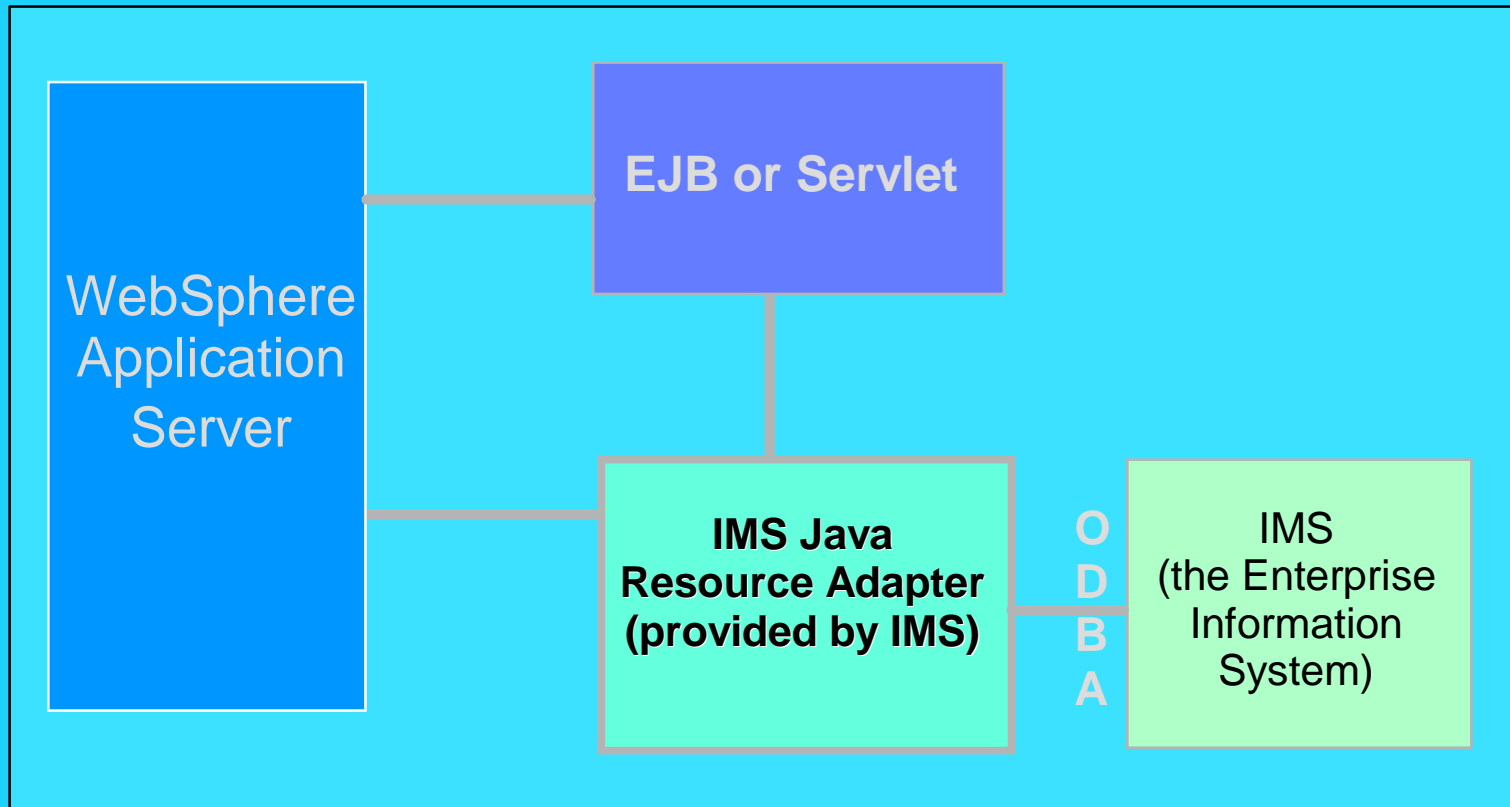 WebSphere
Application
Server
EJB or Servlet
IMS Java
Resource Adapter
(provided by IMS)
O
D
B
A
IMS
(the Enterprise
Information
System)